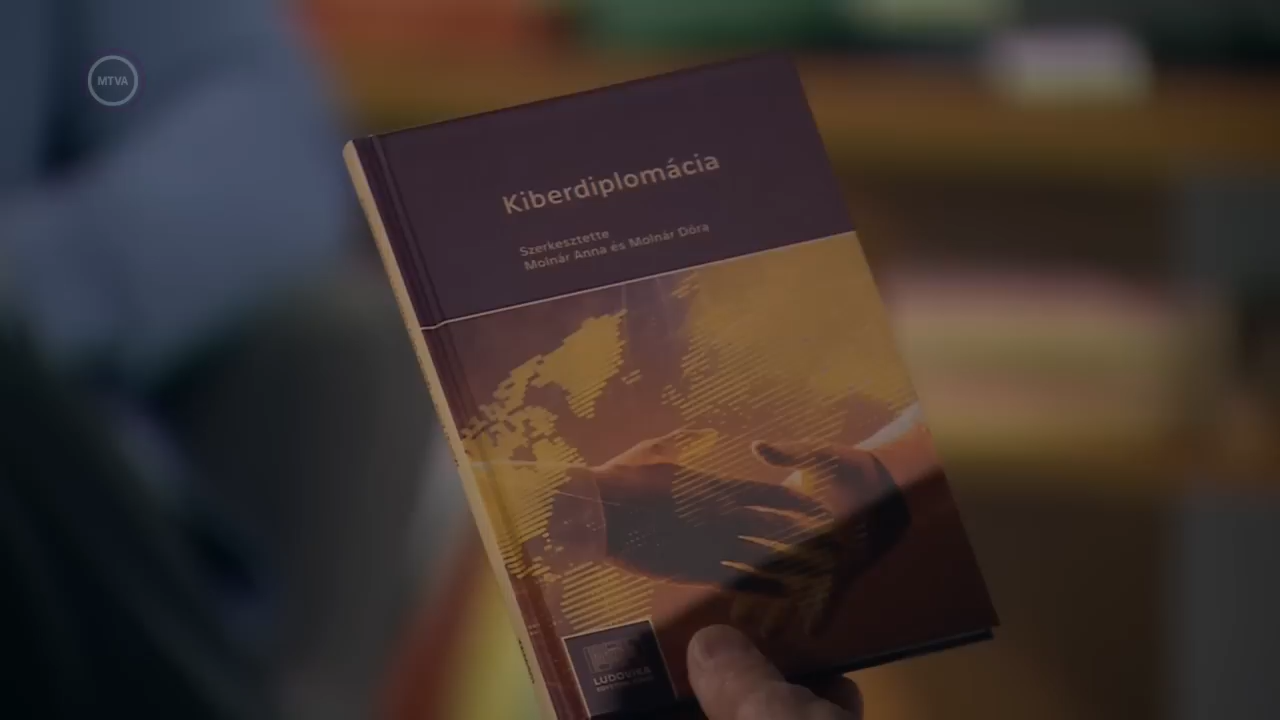 MTVA
Kiberdiplomácia
Szerkesztette
Molnár Anna és Molnár Dóra
LUDOVIKA